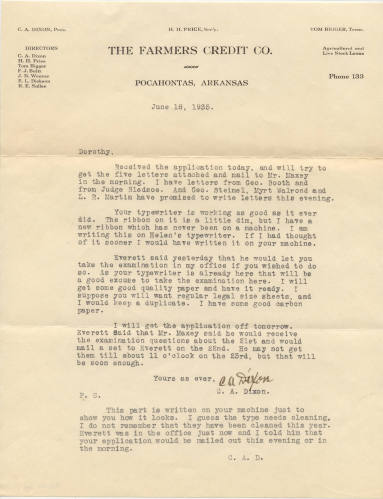 C. A. DIXON, Pres.
H. H. PRICE, Sec'y.
TOM BIGGER, Treas.
DIRECTORS
C. A. Dixon
H. H. Price
Tom Bigger
F. J. Belts
J. B. Weaver
R. L. Dickson
R. E. Sallee
THE FARMERS CREDIT CO.
POCAHONTAS, ARKANSAS
Agricultural and
Live Stock Loans
Phone 133
June 18, 1935.
Dorothy.
Received the application today, and will try to
get the five letters attached and mail to Mr. Maxey
in the morning. I have letters from Geo. Booth and
from Judge Bledsoe. And Geo. Steimel, Myrt Walrond and
L. R. Martin have promised to write letters this evening.
Your typewriter is working as good as it ever
did. The ribbon on it is a little dim, but I have a
new ribbon which has never been on a machine. I am
writing this on Helen's typewriter. If I had thought
of it sooner I would have written it on your machine.
Everett said yesterday that he would let you
take the examination in my office if you wished to do
so. As your typewriter is already here that will be
a good excuse to take the examination here. I will
get some good quality paper and have it ready. I
suppose you will want regular legal size sheets, and
I would keep a duplicate. I have some good carbon
paper.
I will get the application off tomorrow.
Everett said that Mr. Maxey said he would receive
the examination questions about the 21st and would
mail a set to Everett on the 22nd. He may not get
them till about 11 o'clock on the 23rd, but that will
be soon enough.
Yours as ever, CA Dixon
C. A. Dixon.
P. S.
This part is written on your machine just to
show you how it looks. I guess the type needs cleaning,
I do not remember that they have been cleaned this year.
Everett was in the office just now and I told him that
your application would be mailed out this evening or in
the morning.
C. A. D.